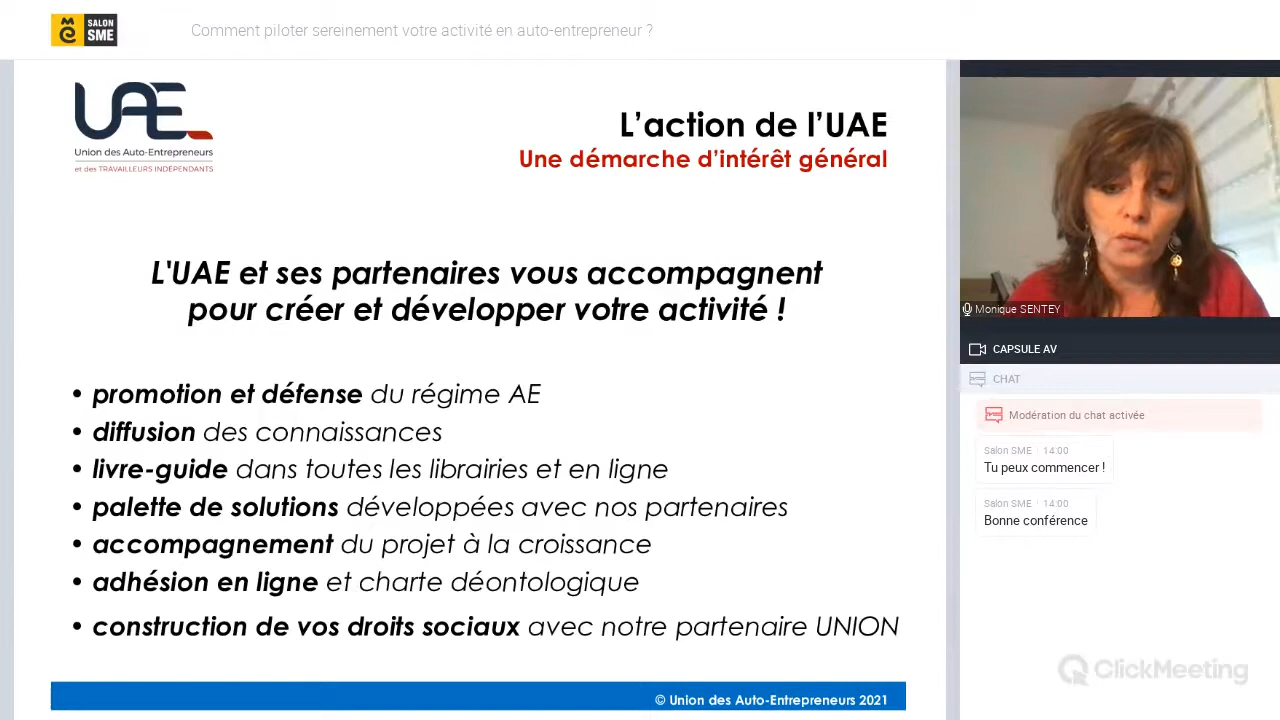 SALON
SME
Comment piloter sereinement votre activité en auto-entrepreneur ?
UAE
Union des Auto-Entrepreneurs
et des TRAVAILLEURS INDÉPENDANTS
L’action de l’UAE
Une démarche d’intérêt général
L'UAE et ses partenaires vous accompagnent
pour créer et développer votre activité !
• promotion et défense du régime AE
• diffusion des connaissances
• livre-guide dans toutes les librairies et en ligne
• palette de solutions développées avec nos partenaires
• accompagnement du projet à la croissance
• adhésion en ligne et charte déontologique
• construction de vos droits sociaux avec notre partenaire UNION
© Union des Auto-Entrepreneurs 2021
Monique SENTEY
CAPSULE AV
CHAT
Modération du chat activée
Salon SME 14:00
Tu peux commencer !
Salon SME 14:00
Bonne conférence
ClickMeeting